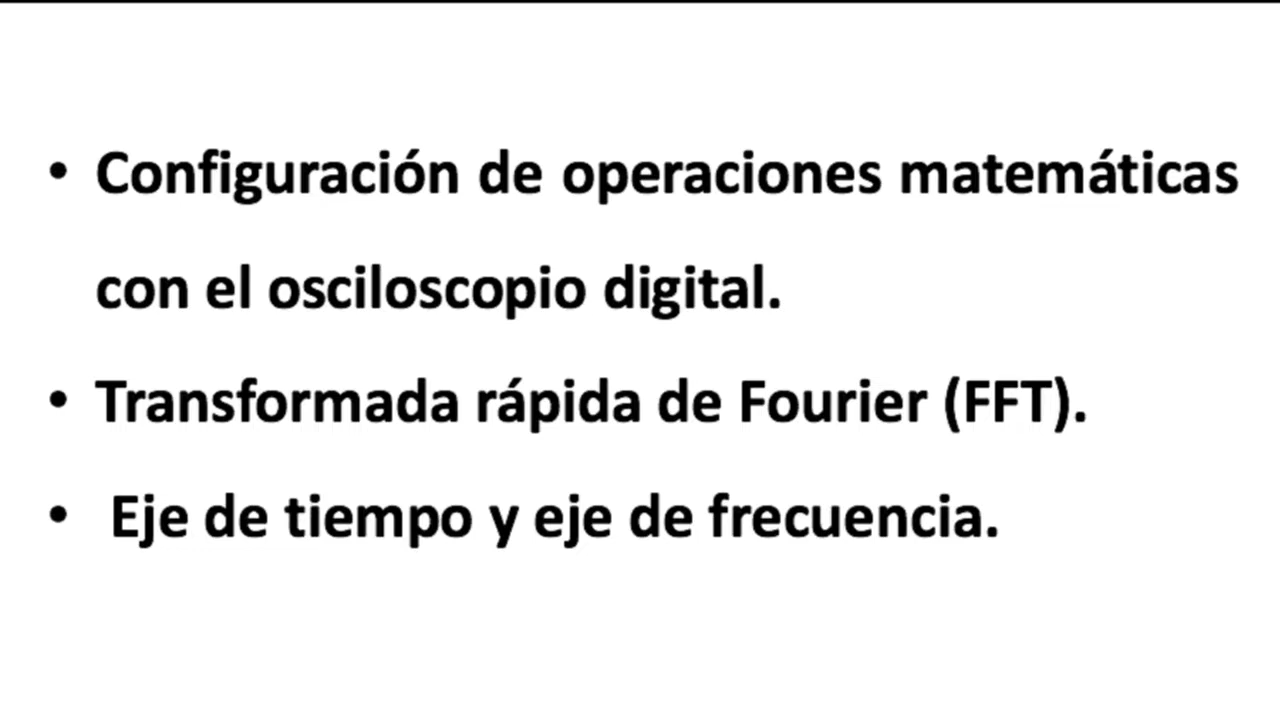 • Configuración de operaciones matemáticas
con el osciloscopio digital.
• Transformada rápida de Fourier (FFT).
• Eje de tiempo y eje de frecuencia.